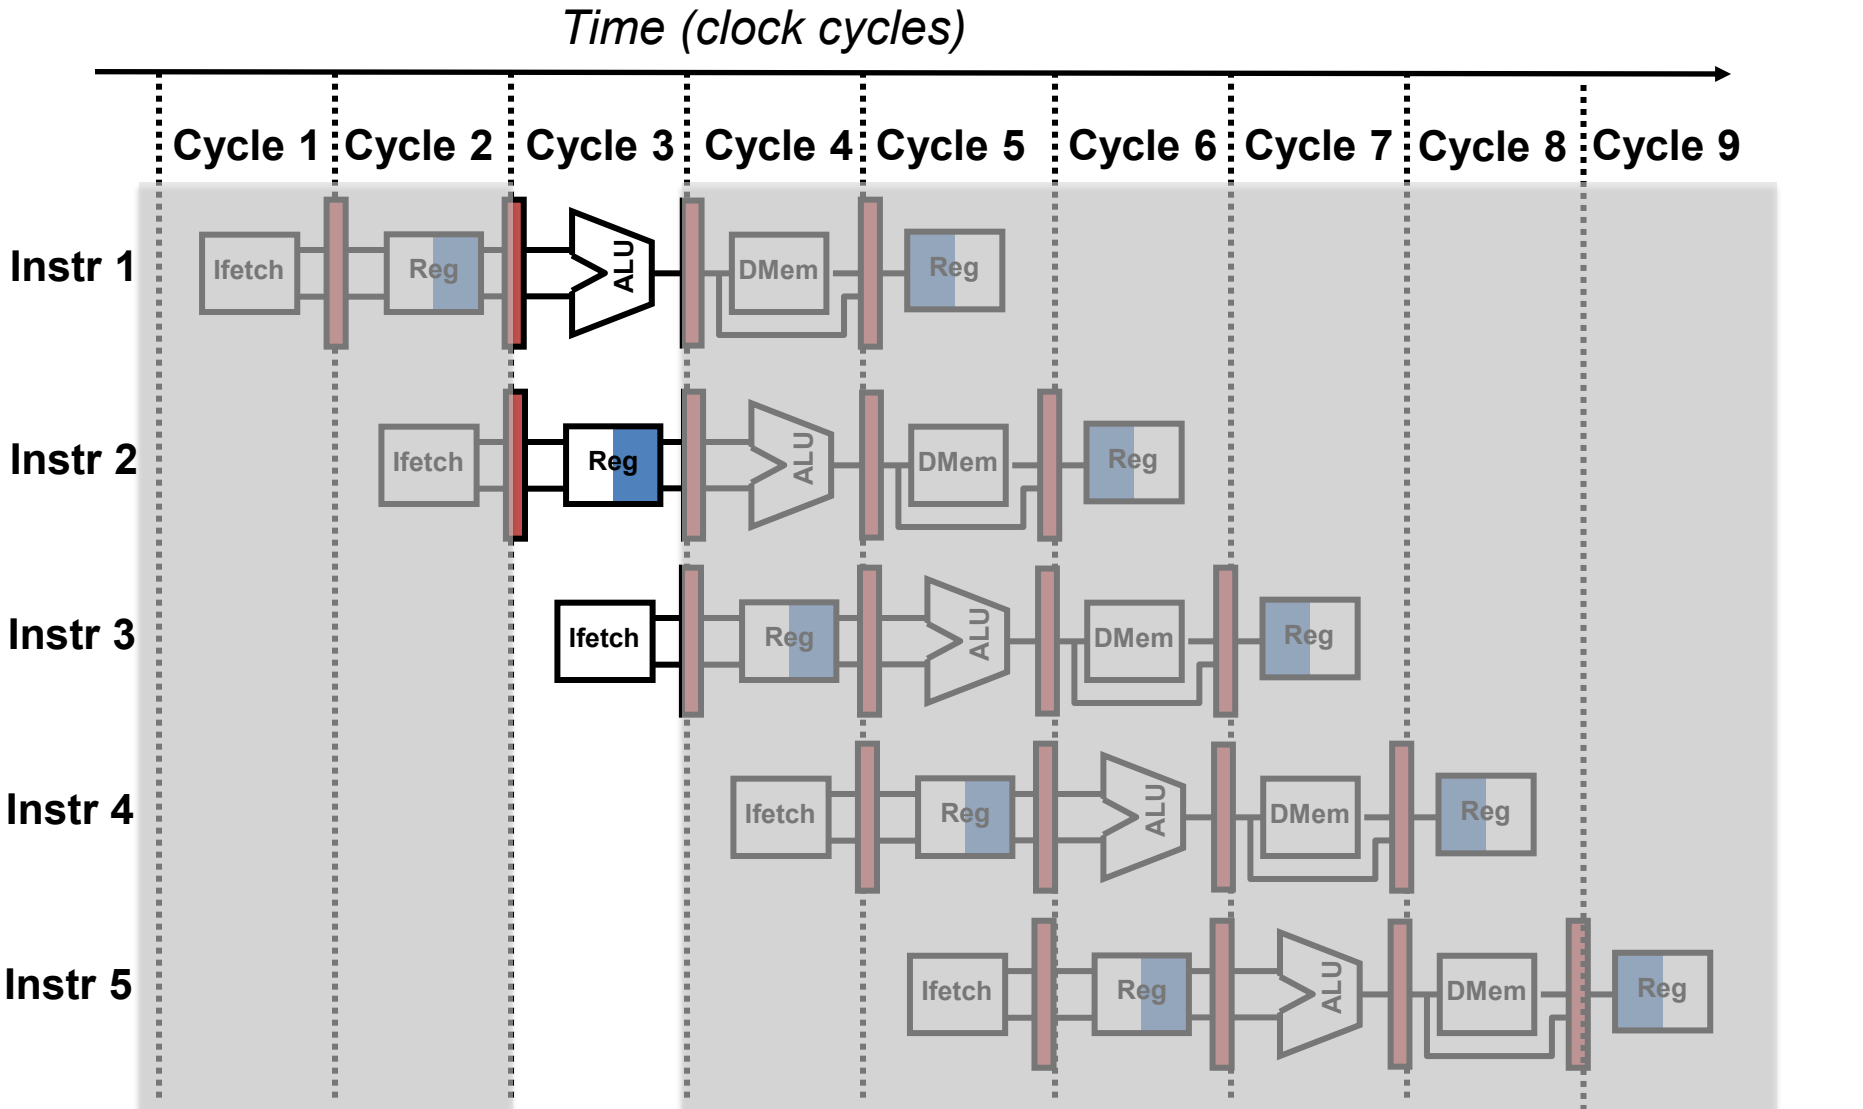 Time (clock cycles)
Cycle 1 Cycle 2 Cycle 3 Cycle 4 Cycle 5 Cycle 6 Cycle 7 Cycle 8 Cycle 9
Instr 1 Ifetch Reg ALU DMem Reg
Instr 2 Ifetch Reg ALU DMem Reg
Instr 3 Ifetch Reg ALU DMem Reg
Instr 4 Ifetch Reg ALU DMem Reg
Instr 5 Ifetch Reg ALU DMem Reg